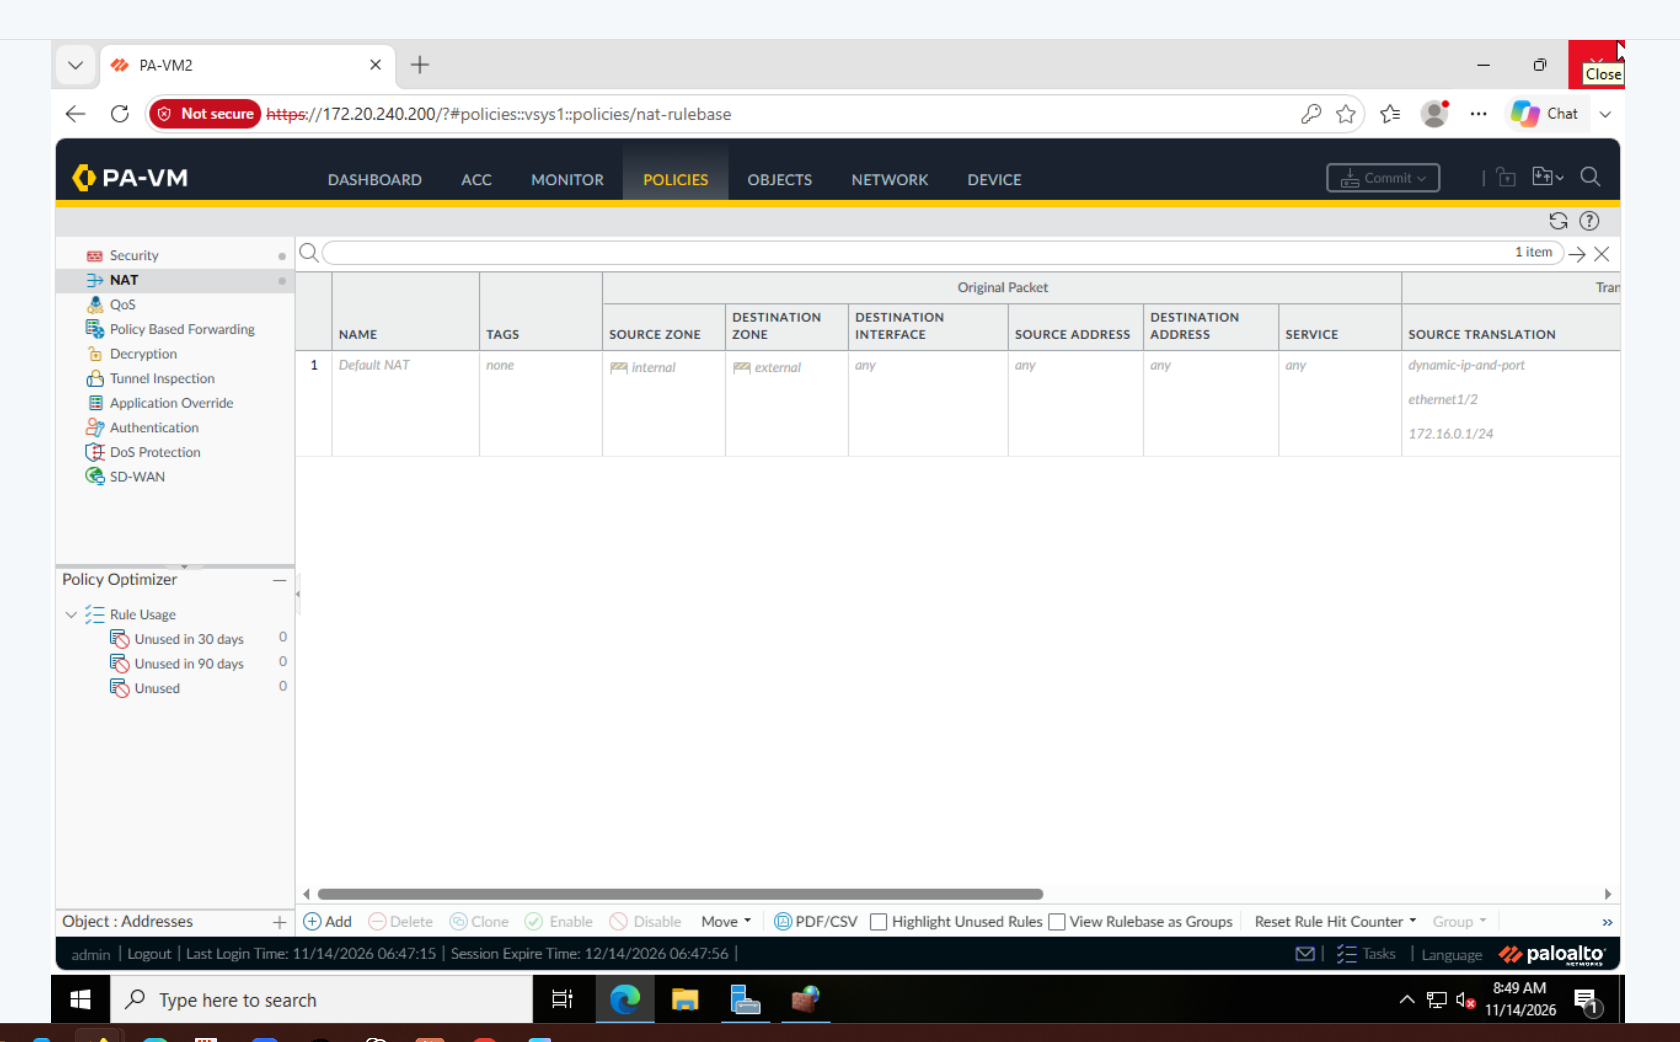 PA-VM2
Close
Not secure https://172.20.240.200/?#policies::vsys1::policies/nat-rulebase
Chat
PA-VM
DASHBOARD ACC MONITOR POLICIES OBJECTS NETWORK DEVICE
Commit
Security
NAT
QoS
Policy Based Forwarding
Decryption
Tunnel Inspection
Application Override
Authentication
DoS Protection
SD-WAN
1 item
Original Packet
Tran
NAME TAGS SOURCE ZONE DESTINATION ZONE DESTINATION INTERFACE SOURCE ADDRESS DESTINATION ADDRESS SERVICE SOURCE TRANSLATION
1 Default NAT none internal external any any any any dynamic-ip-and-port
ethernet1/2
172.16.0.1/24
Policy Optimizer
Rule Usage
Unused in 30 days 0
Unused in 90 days 0
Unused 0
Object : Addresses
Add Delete Clone Enable Disable Move PDF/CSV Highlight Unused Rules View Rulebase as Groups Reset Rule Hit Counter Group
admin | Logout | Last Login Time: 11/14/2026 06:47:15 | Session Expire Time: 12/14/2026 06:47:56 |
Tasks | Language paloalto NETWORKS
Type here to search
8:49 AM
11/14/2026
1